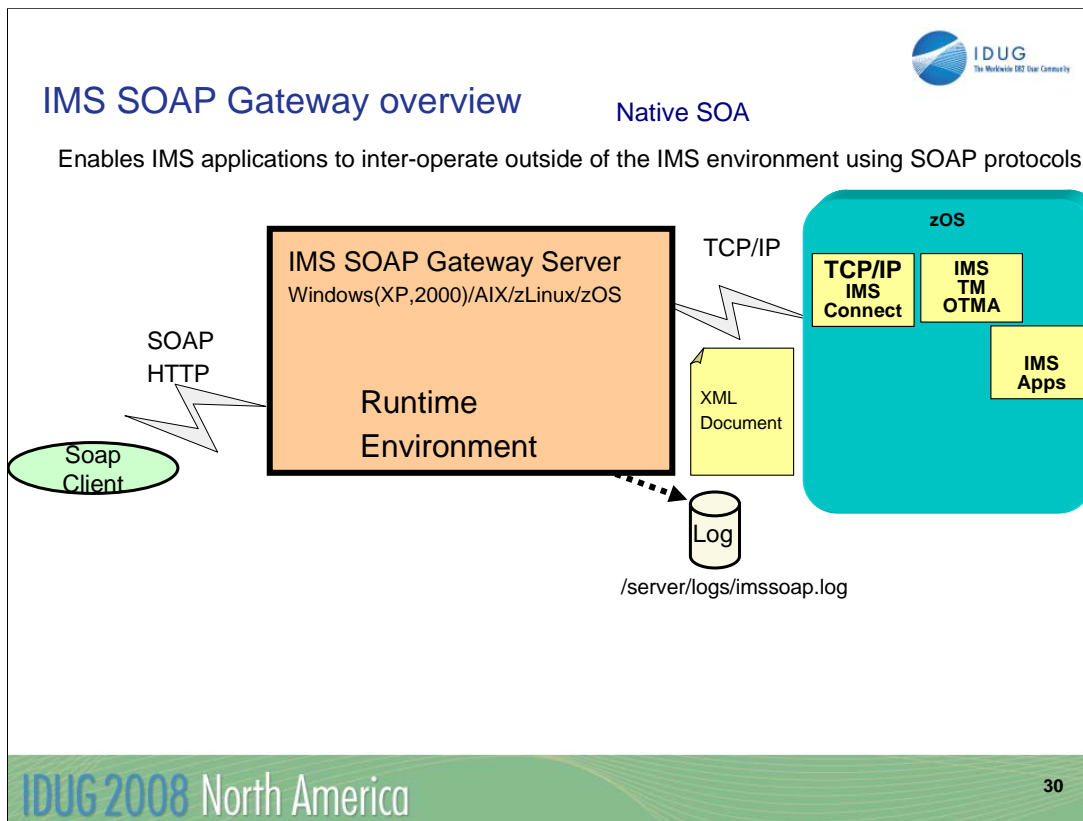 IDUG
The Worldwide DB2 User Community
IMS SOAP Gateway overview
Native SOA
Enables IMS applications to inter-operate outside of the IMS environment using SOAP protocols
zOS
IMS SOAP Gateway Server
Windows(XP,2000)/AIX/zLinux/zOS
TCP/IP
TCP/IP
IMS
Connect
IMS
TM
OTMA
SOAP
HTTP
IMS
Apps
Runtime
Environment
XML
Document
Soap
Client
Log
/server/logs/imssoap.log
IDUG 2008 North America
30